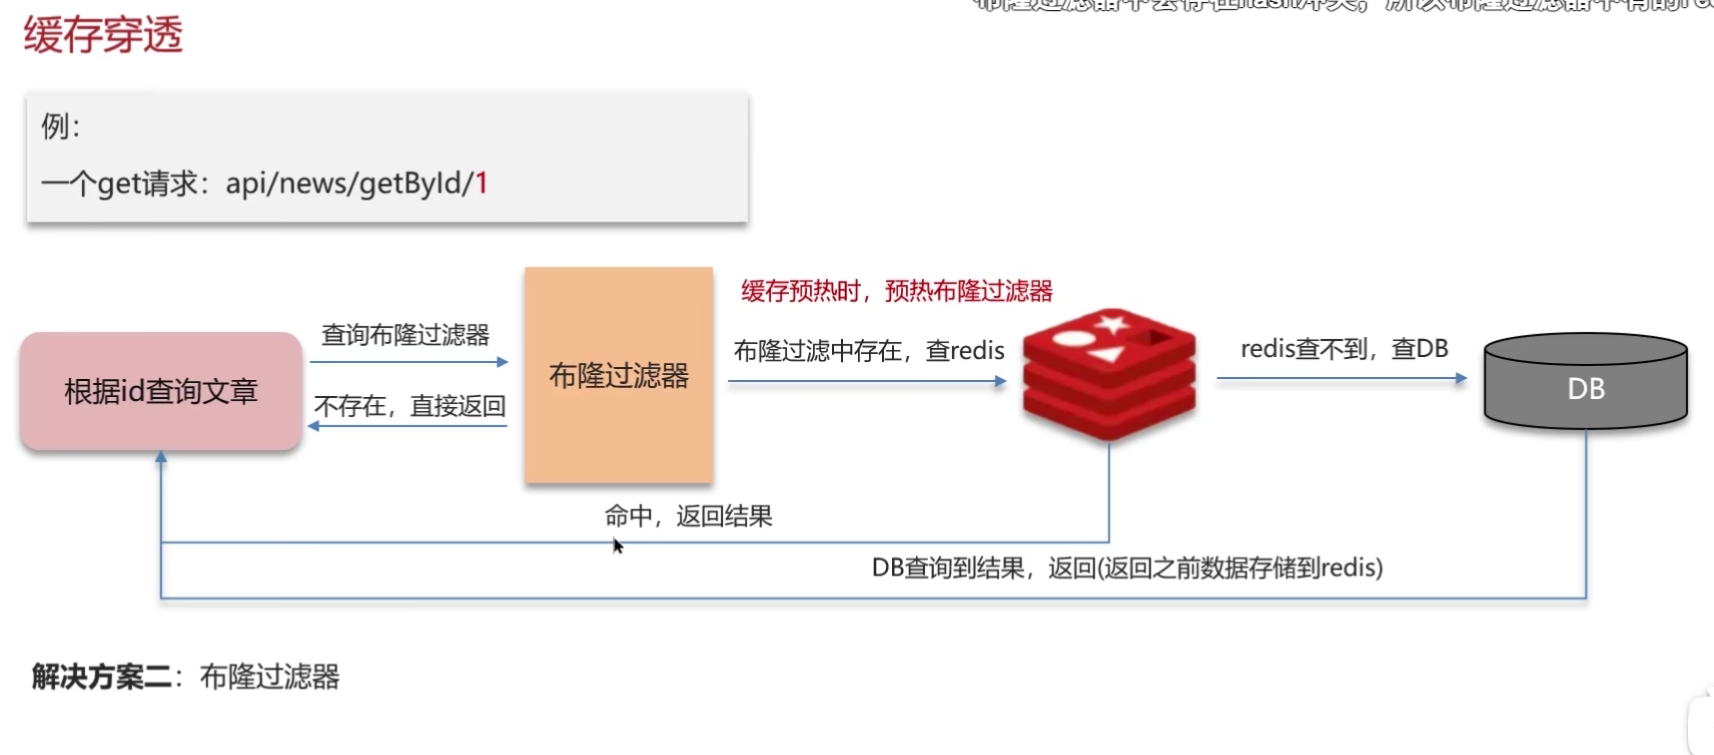 缓存穿透
例：
一个get请求：api/news/getById/1
缓存预热时，预热布隆过滤器
查询布隆过滤器
布隆过滤中存在，查redis
redis查不到，查DB
根据id查询文章
布隆过滤器
DB
不存在，直接返回
命中，返回结果
DB查询到结果，返回(返回之前数据存储到redis)
解决方案二：布隆过滤器